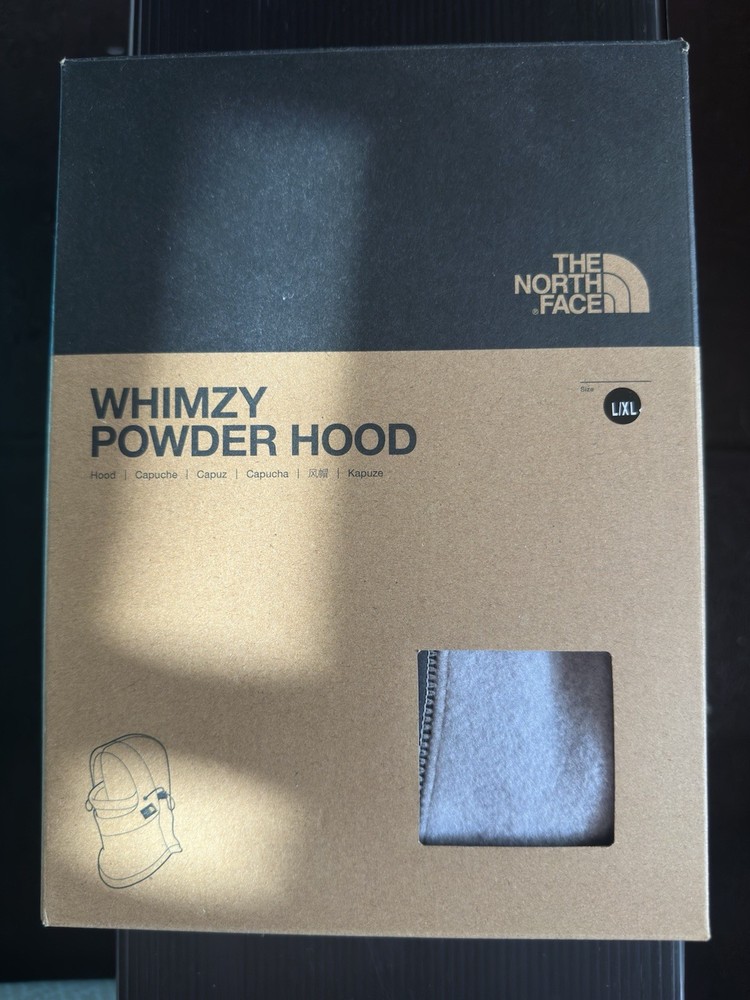 THE
NORTH
FACE
WHIMZY
POWDER HOOD
Size
L/XL
Hood | Capuche | Capuz | Capucha | 风帽 | Kapuze